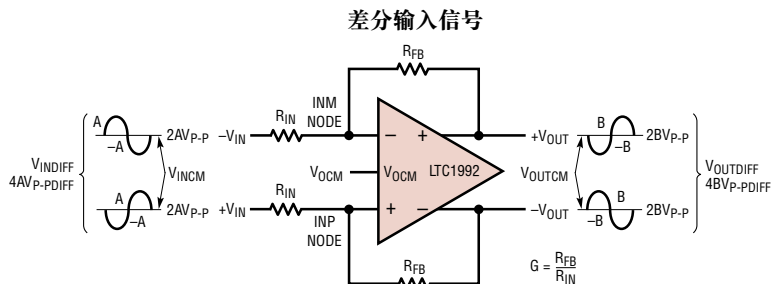 差分输入信号
RFB
A
–A
2AVP-P
–VIN
RIN
INM
NODE
– +
+VOUT
B
–B
2BVP-P
VINDIFF
4AVP-PDIFF
VINCM
VOCM
VOCM
LTC1992
VOUTCM
VOUTDIFF
4BVP-PDIFF
A
–A
2AVP-P
+VIN
RIN
INP
NODE
+ –
–VOUT
B
–B
2BVP-P
RFB
G = RFB/RIN